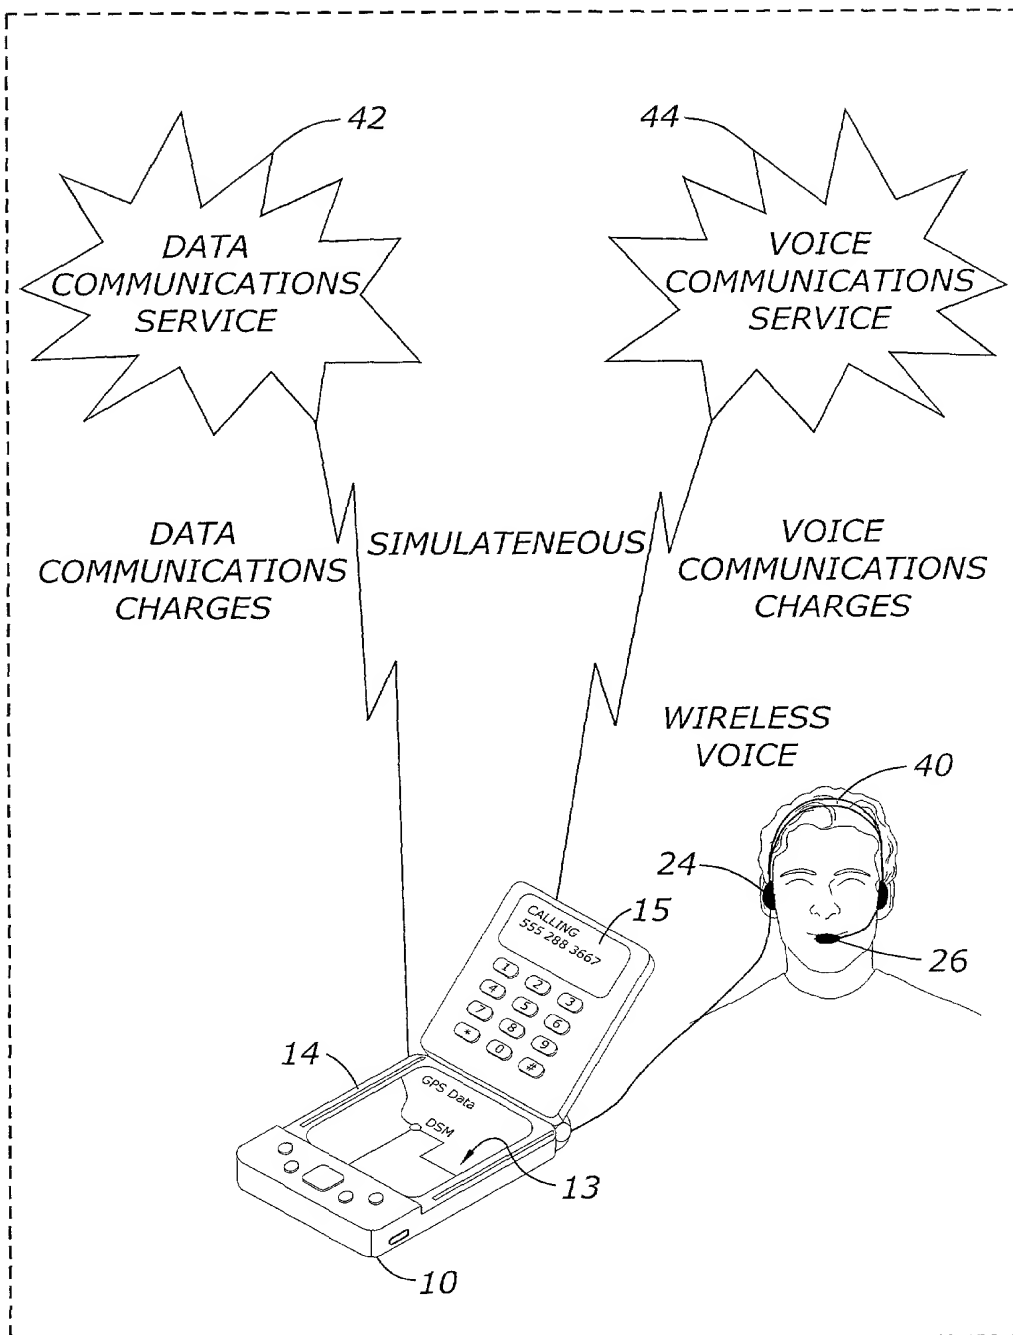 42
44
DATA
COMMUNICATIONS
SERVICE
VOICE
COMMUNICATIONS
SERVICE
DATA
COMMUNICATIONS
CHARGES
SIMULATENEOUS
VOICE
COMMUNICATIONS
CHARGES
WIRELESS
VOICE
40
24
26
15
CALLING
555 288 3667
1 2 3
4 5 6
7 8 9
* 0 #
14
GPS Data
DSM
13
10